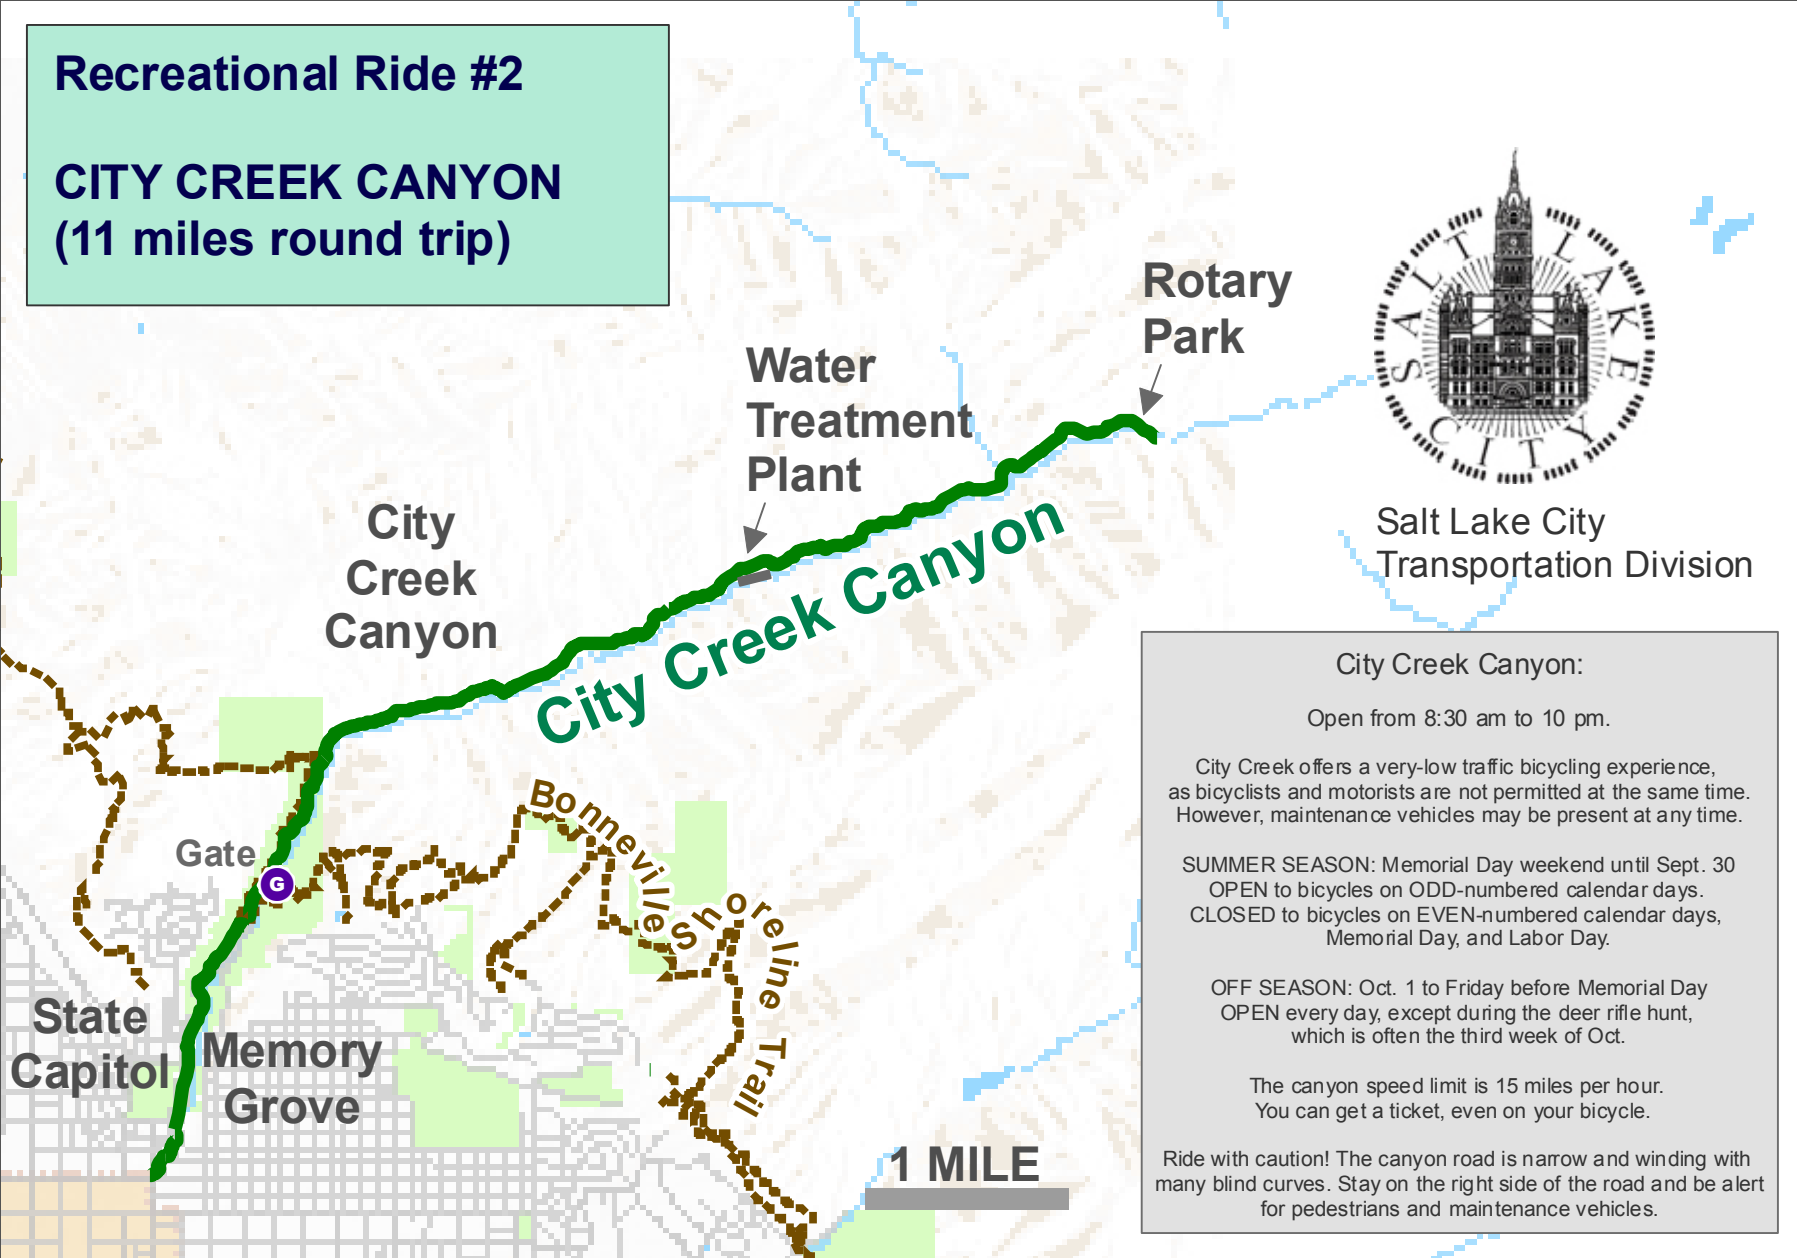 Recreational Ride #2
CITY CREEK CANYON
(11 miles round trip)
Rotary
Park
Water
Treatment
Plant
City
Creek
Canyon
City Creek Canyon
SALT LAKE
CITY
Salt Lake City
Transportation Division
Gate
G
Bonneville Shoreline Trail
State
Capitol
Memory
Grove
1 MILE
City Creek Canyon:
Open from 8:30 am to 10 pm.
City Creek offers a very-low traffic bicycling experience,
as bicyclists and motorists are not permitted at the same time.
However, maintenance vehicles may be present at any time.
SUMMER SEASON: Memorial Day weekend until Sept. 30
OPEN to bicycles on ODD-numbered calendar days.
CLOSED to bicycles on EVEN-numbered calendar days,
Memorial Day, and Labor Day.
OFF SEASON: Oct. 1 to Friday before Memorial Day
OPEN every day, except during the deer rifle hunt,
which is often the third week of Oct.
The canyon speed limit is 15 miles per hour.
You can get a ticket, even on your bicycle.
Ride with caution! The canyon road is narrow and winding with
many blind curves. Stay on the right side of the road and be alert
for pedestrians and maintenance vehicles.